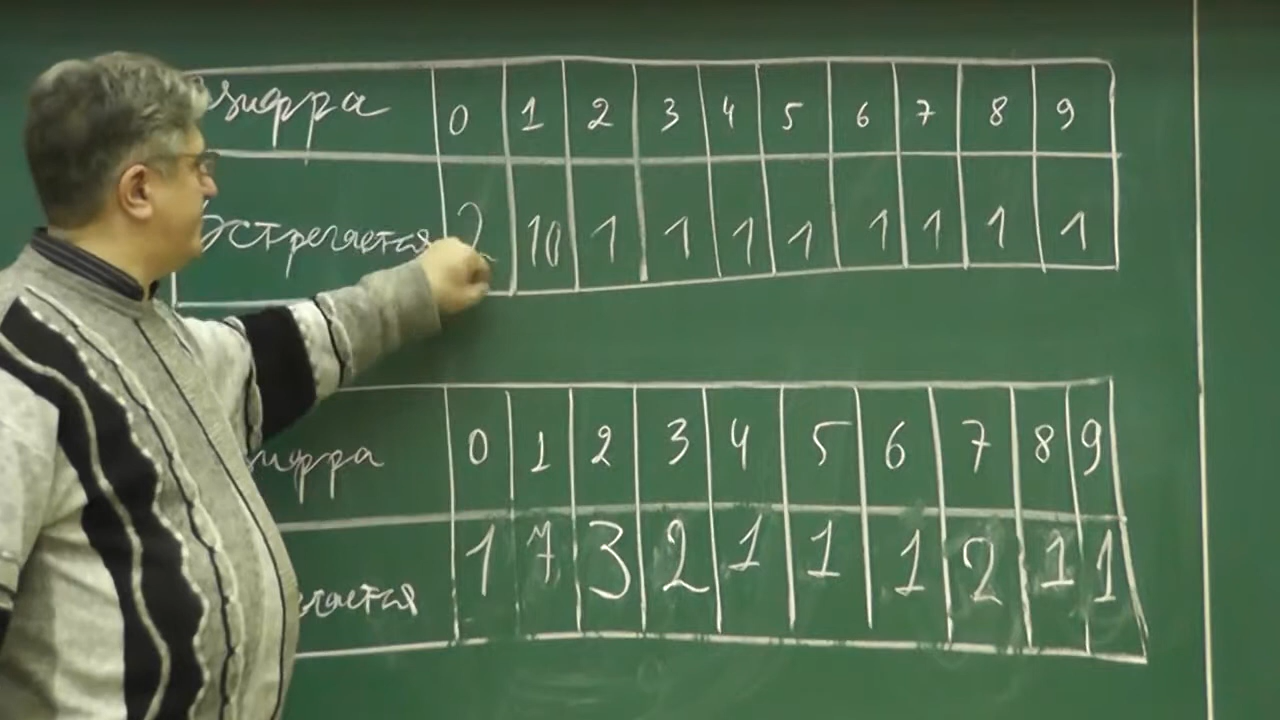 цифра 0 1 2 3 4 5 6 7 8 9
встречается 2 10 1 1 1 1 1 1 1 1
цифра 0 1 2 3 4 5 6 7 8 9
чается 1 7 3 2 1 1 1 2 1 1